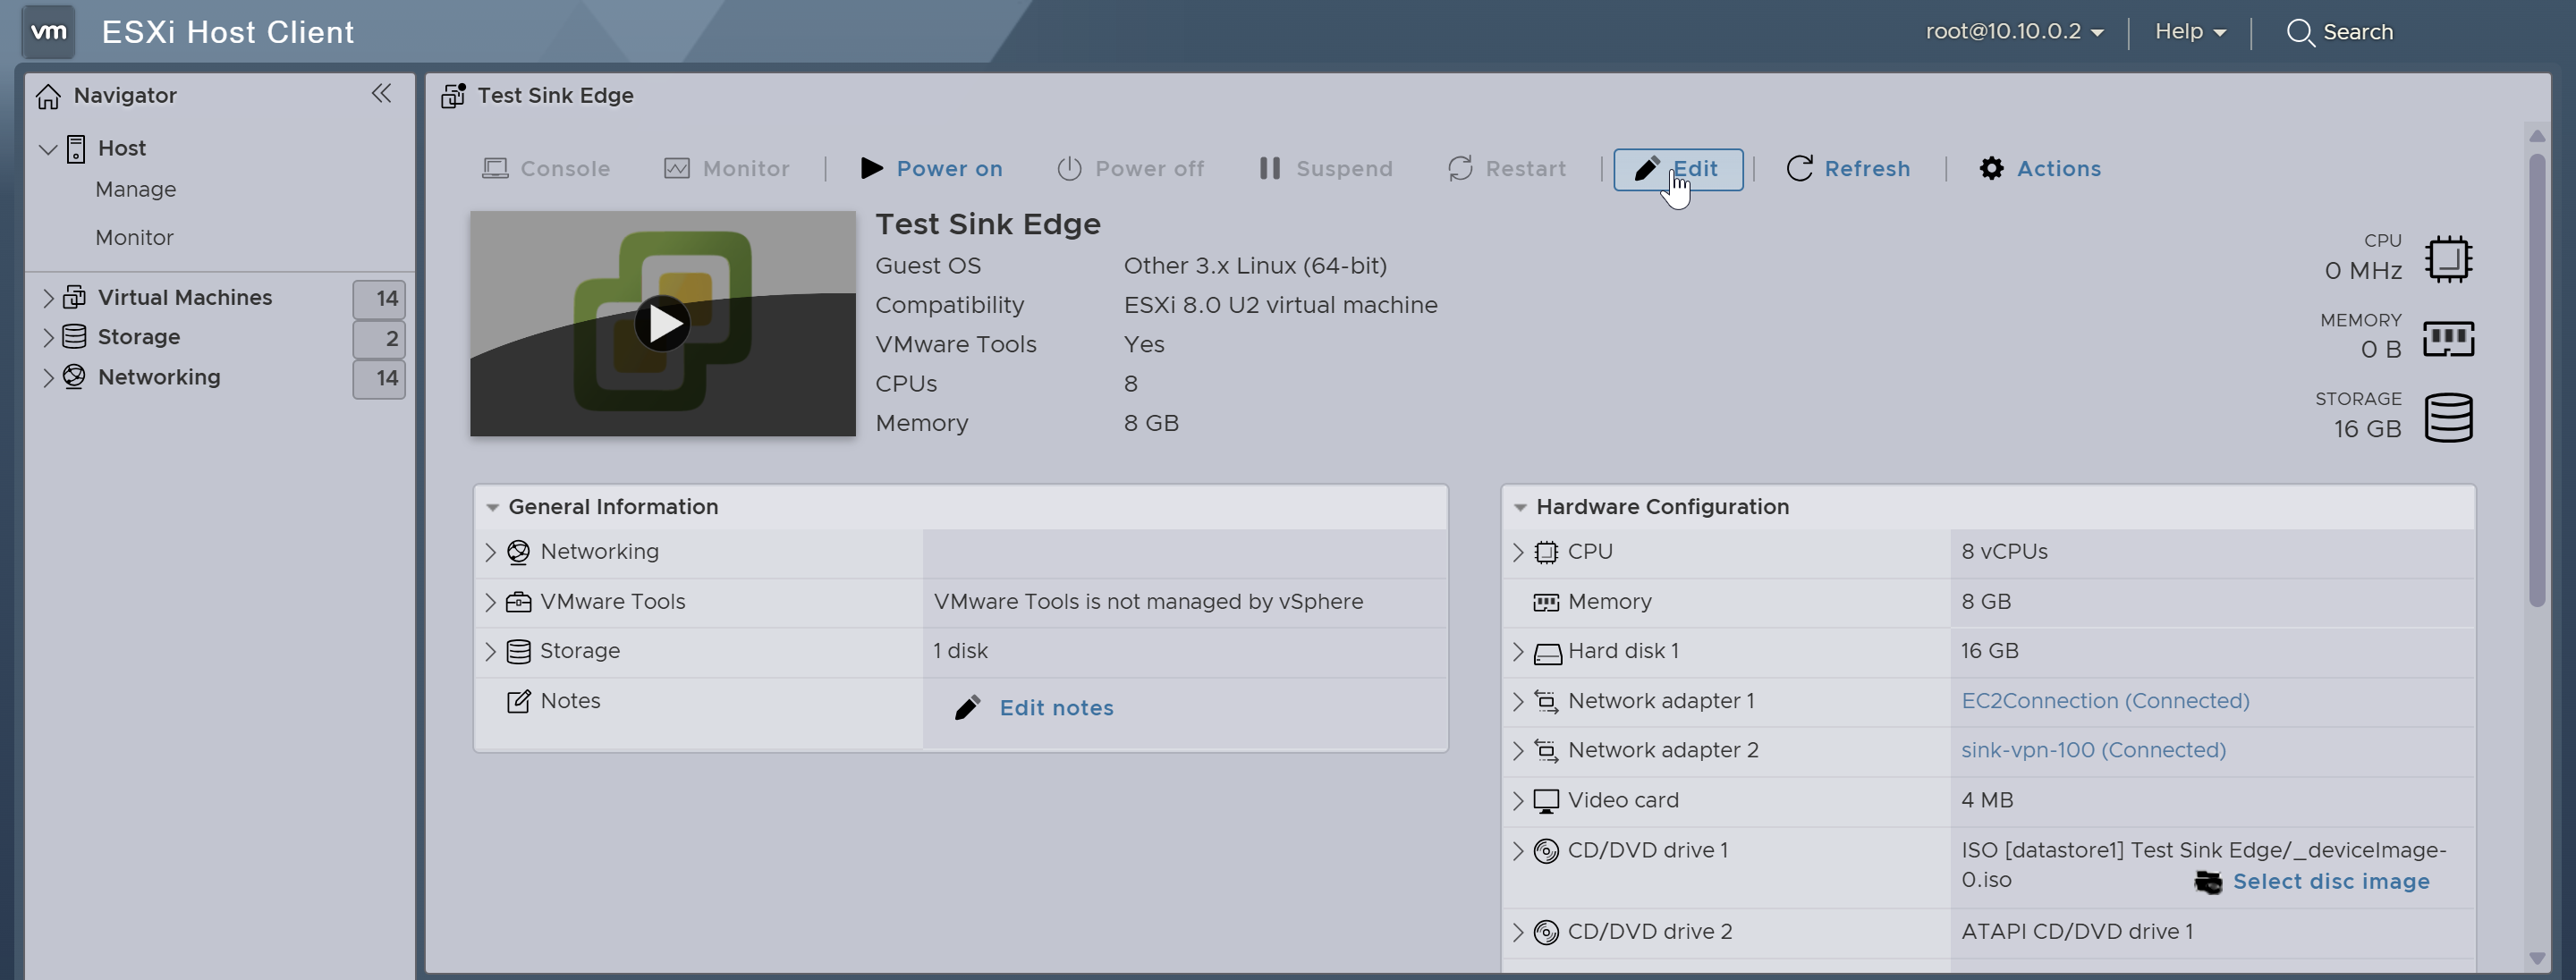 vm ESXi Host Client root@10.10.0.2 Help Search
Navigator
Host
Manage
Monitor
Virtual Machines 14
Storage 2
Networking 14
Test Sink Edge
Console Monitor Power on Power off Suspend Restart Edit Refresh Actions
Test Sink Edge
Guest OS Other 3.x Linux (64-bit)
Compatibility ESXi 8.0 U2 virtual machine
VMware Tools Yes
CPUs 8
Memory 8 GB
CPU
0 MHz
MEMORY
0 B
STORAGE
16 GB
General Information
Networking
VMware Tools VMware Tools is not managed by vSphere
Storage 1 disk
Notes Edit notes
Hardware Configuration
CPU 8 vCPUs
Memory 8 GB
Hard disk 1 16 GB
Network adapter 1 EC2Connection (Connected)
Network adapter 2 sink-vpn-100 (Connected)
Video card 4 MB
CD/DVD drive 1 ISO [datastore1] Test Sink Edge/_deviceImage-
0.iso Select disc image
CD/DVD drive 2 ATAPI CD/DVD drive 1